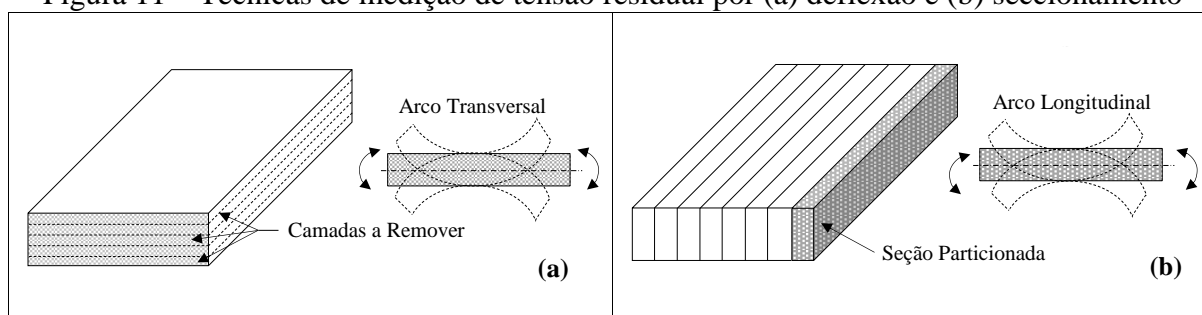 Figura 11 – Técnicas de medição de tensão residual por (a) deflexão e (b) seccionamento
Arco Transversal
Camadas a Remover
(a)
Arco Longitudinal
Seção Particionada
(b)